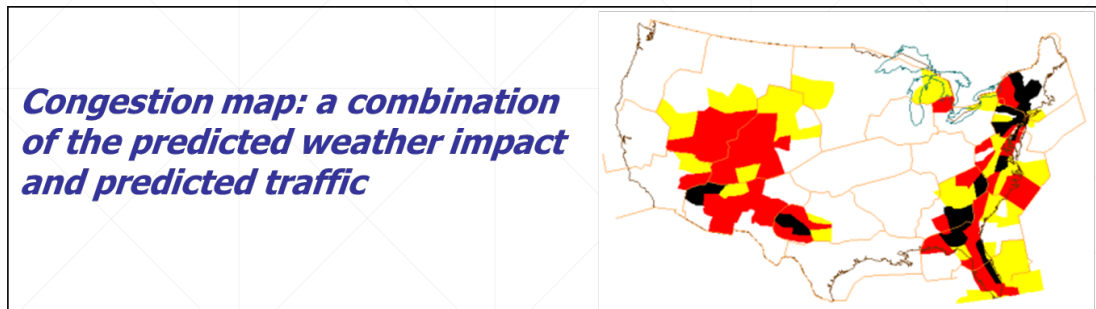 Congestion map: a combination
of the predicted weather impact
and predicted traffic